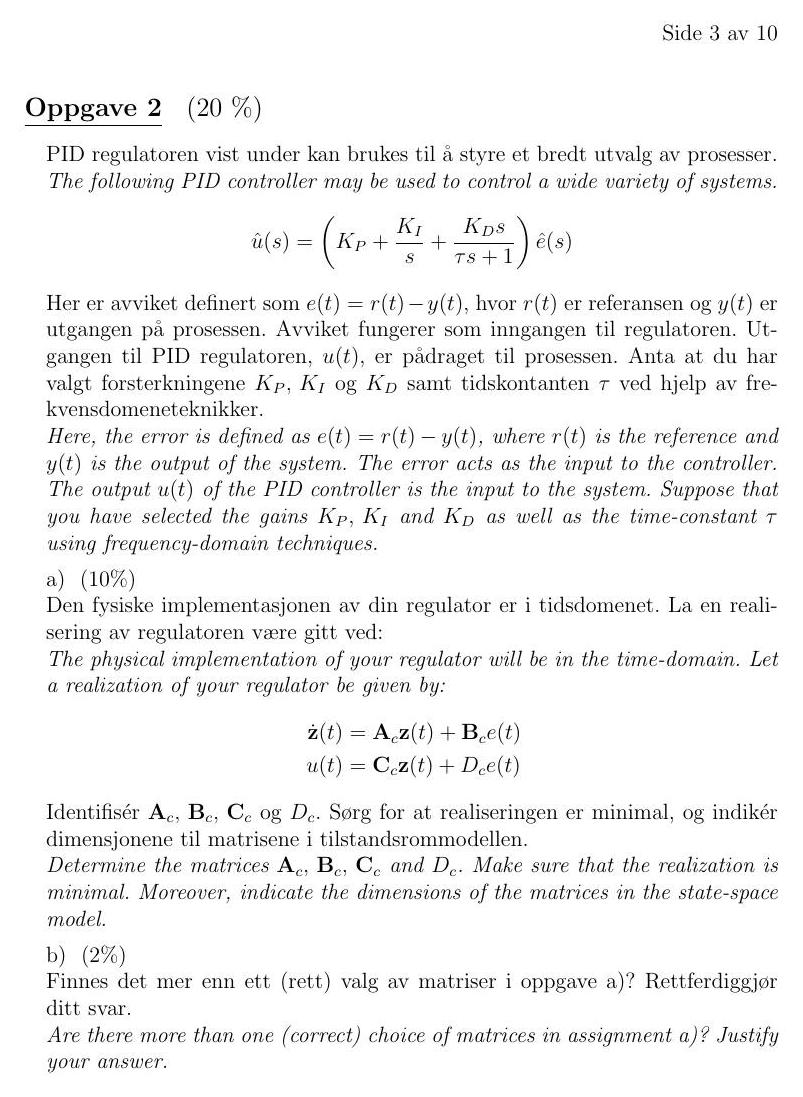 Side 3 av 10
Oppgave 2 (20 %)
PID regulatoren vist under kan brukes til å styre et bredt utvalg av prosesser.
The following PID controller may be used to control a wide variety of systems.
û(s) = (K_P + K_I/s + K_D s/(τs + 1)) ê(s)
Her er avviket definert som e(t) = r(t) − y(t), hvor r(t) er referansen og y(t) er
utgangen på prosessen. Avviket fungerer som inngangen til regulatoren. Ut-
gangen til PID regulatoren, u(t), er pådraget til prosessen. Anta at du har
valgt forsterkningene K_P, K_I og K_D samt tidskontanten τ ved hjelp av fre-
kvensdomeneteknikker.
Here, the error is defined as e(t) = r(t) − y(t), where r(t) is the reference and
y(t) is the output of the system. The error acts as the input to the controller.
The output u(t) of the PID controller is the input to the system. Suppose that
you have selected the gains K_P, K_I and K_D as well as the time-constant τ
using frequency-domain techniques.
a) (10%)
Den fysiske implementasjonen av din regulator er i tidsdomenet. La en reali-
sering av regulatoren være gitt ved:
The physical implementation of your regulator will be in the time-domain. Let
a realization of your regulator be given by:
ż(t) = A_c z(t) + B_c e(t)
u(t) = C_c z(t) + D_c e(t)
Identifisér A_c, B_c, C_c og D_c. Sørg for at realiseringen er minimal, og indikér
dimensjonene til matrisene i tilstandsrommodellen.
Determine the matrices A_c, B_c, C_c and D_c. Make sure that the realization is
minimal. Moreover, indicate the dimensions of the matrices in the state-space
model.
b) (2%)
Finnes det mer enn ett (rett) valg av matriser i oppgave a)? Rettferdiggjør
ditt svar.
Are there more than one (correct) choice of matrices in assignment a)? Justify
your answer.